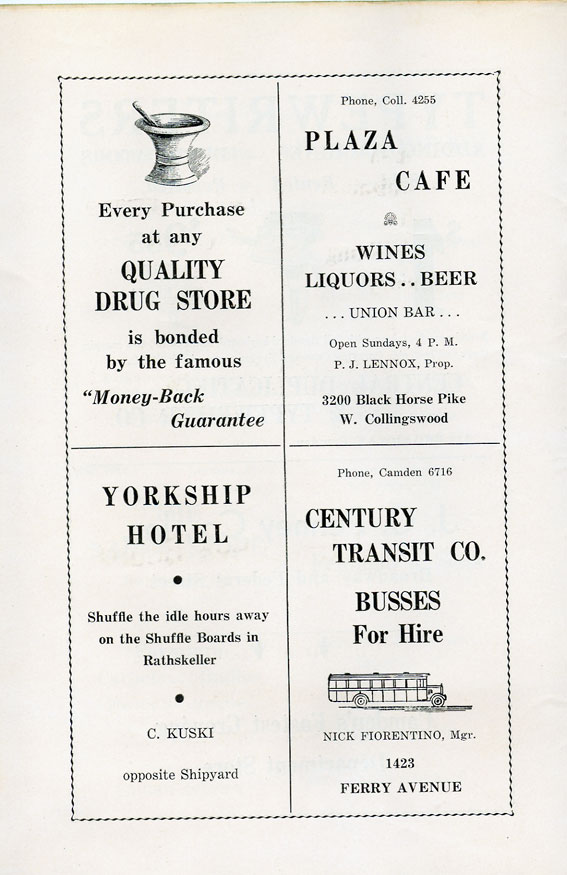 Every Purchase
at any
QUALITY
DRUG STORE
is bonded
by the famous
"Money-Back
Guarantee
Phone, Coll. 4255
PLAZA
CAFE
WINES
LIQUORS . . BEER
. . . UNION BAR . . .
Open Sundays, 4 P. M.
P. J. LENNOX, Prop.
3200 Black Horse Pike
W. Collingswood
YORKSHIP
HOTEL
Shuffle the idle hours away
on the Shuffle Boards in
Rathskeller
C. KUSKI
opposite Shipyard
Phone, Camden 6716
CENTURY
TRANSIT CO.
BUSSES
For Hire
NICK FIORENTINO, Mgr.
1423
FERRY AVENUE